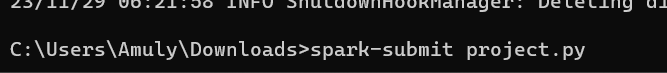 23/11/29 06:21:58 INFO ShutdownHookManager: Deleting di
C:\Users\Amuly\Downloads>spark-submit project.py